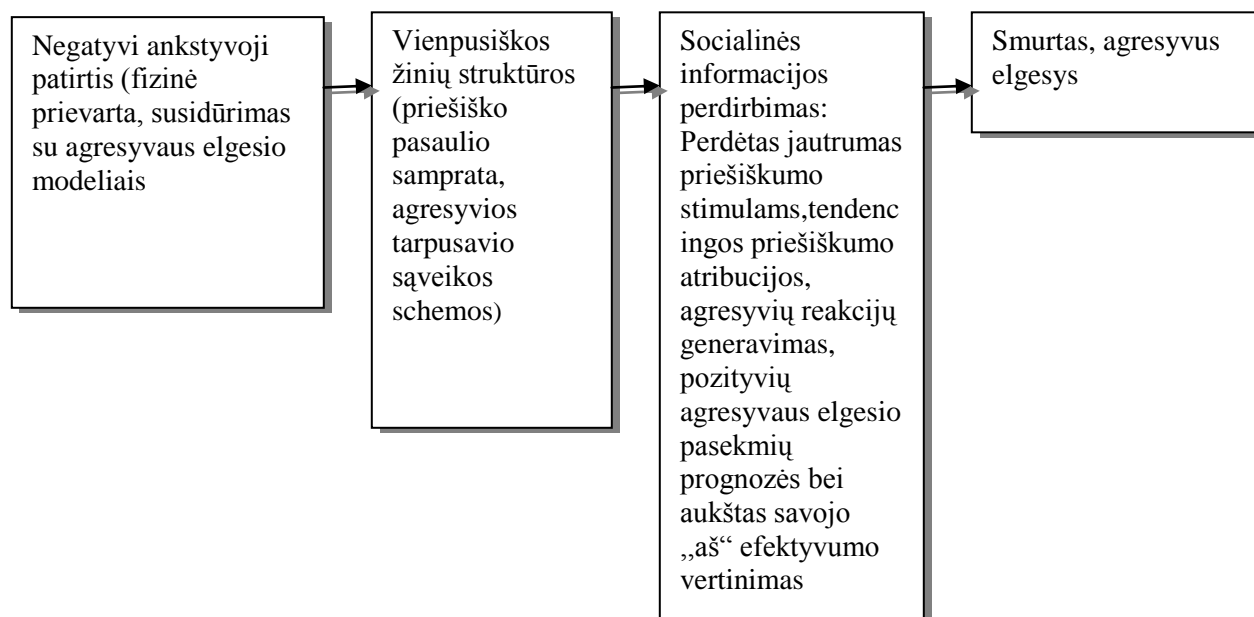 Negatyvi ankstyvoji
patirtis (fizinė
prievarta, susidūrimas
su agresyvaus elgesio
modeliais
Vienpusiškos
žinių struktūros
(priešiško
pasaulio
samprata,
agresyvios
tarpusavio
sąveikos
schemos)
Socialinės
informacijos
perdirbimas:
Perdėtas jautrumas
priešiškumo
stimulams,tendenc
ingos priešiškumo
atribucijos,
agresyvių reakcijų
generavimas,
pozityvių
agresyvaus elgesio
pasekmių
prognozės bei
aukštas savojo
,,aš“ efektyvumo
vertinimas
Smurtas, agresyvus
elgesys